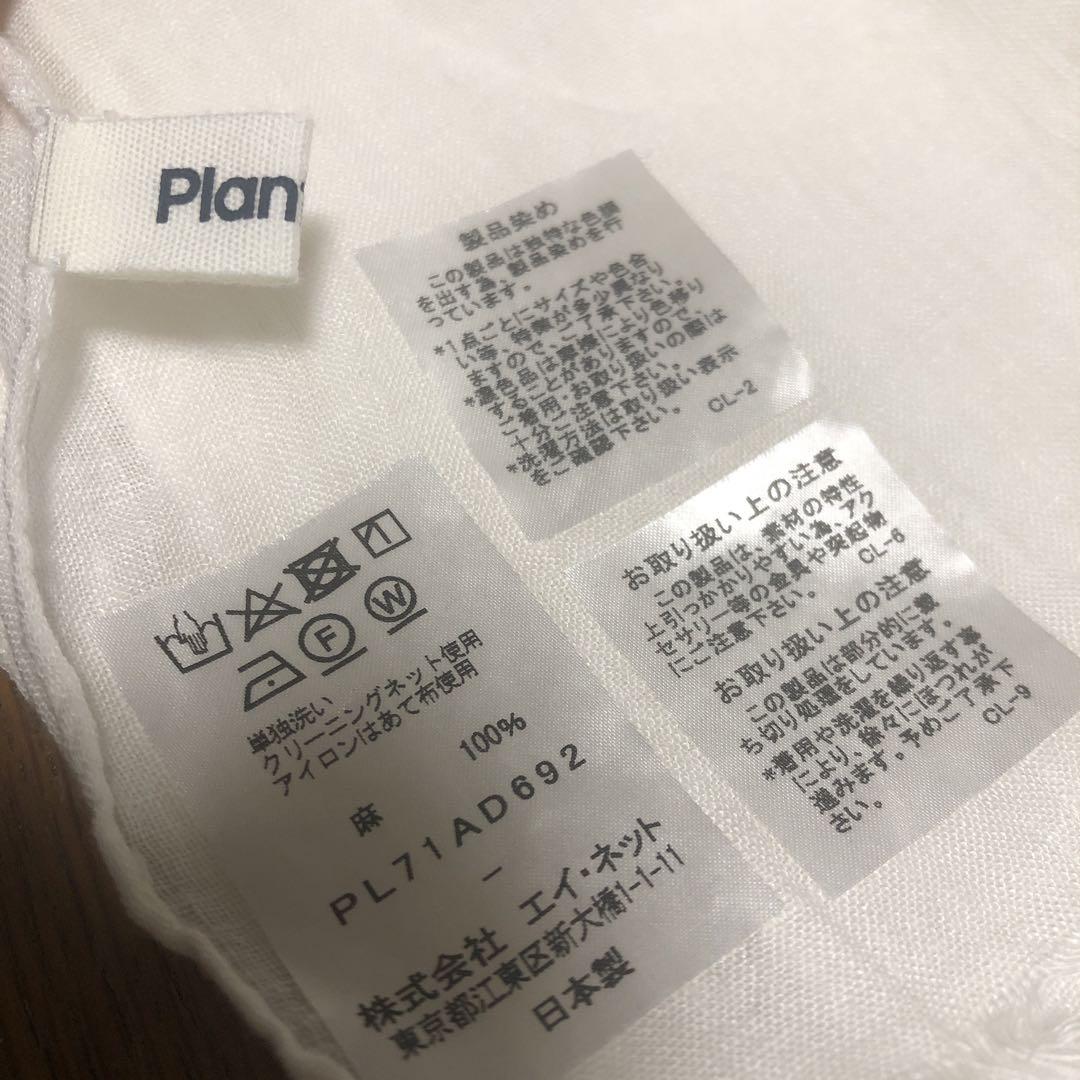 Plan
製品染め
この製品は独特な色調
を出す為、製品染めを行
っています。
*1点ごとにサイズや色合
い等、特徴が多少異なり
ますので、ご了承下さい。
*濃色品は摩擦により色移り
することがありますので、
ご着用・お取り扱いの際は
十分ご注意下さい。
*洗濯方法は取り扱い表示
をご確認下さい。
CL-2
お取り扱い上の注意
この製品は、素材の特性
上引っかかりやすい為、アク
セサリー等の金具や突起物
にご注意下さい。
CL-6
お取り扱い上の注意
この製品は部分的に裁
ち切り処理をしています。
*着用や洗濯を繰り返す事
により、徐々にほつれが
進みます。予めご了承下
さい。
CL-9
F
W
単独洗い
クリーニングネット使用
アイロンはあて布使用
麻 100%
PL71AD692
-
株式会社 エイ・ネット
東京都江東区新大橋1-1-11
日本製